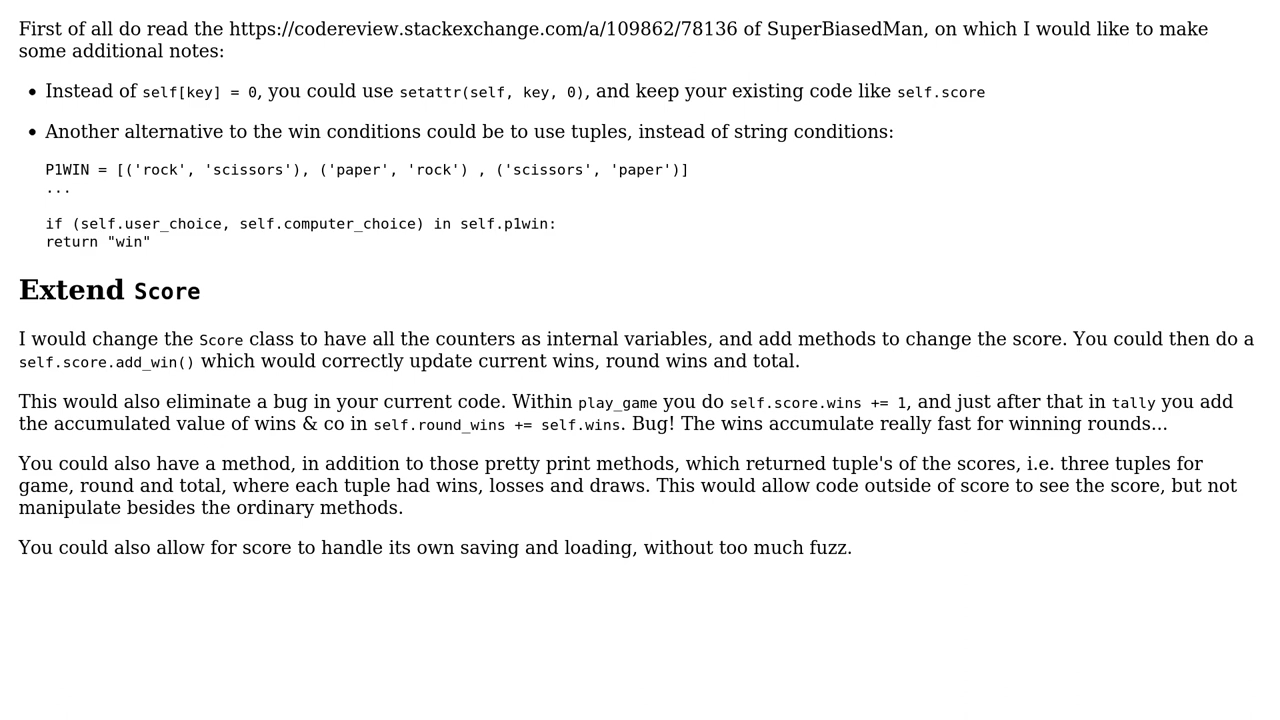 First of all do read the https://codereview.stackexchange.com/a/109862/78136 of SuperBiasedMan, on which I would like to make
some additional notes:
• Instead of self[key] = 0, you could use setattr(self, key, 0), and keep your existing code like self.score
• Another alternative to the win conditions could be to use tuples, instead of string conditions:
P1WIN = [('rock', 'scissors'), ('paper', 'rock') , ('scissors', 'paper')]
...
if (self.user_choice, self.computer_choice) in self.p1win:
return "win"
Extend Score
I would change the Score class to have all the counters as internal variables, and add methods to change the score. You could then do a
self.score.add_win() which would correctly update current wins, round wins and total.
This would also eliminate a bug in your current code. Within play_game you do self.score.wins += 1, and just after that in tally you add
the accumulated value of wins & co in self.round_wins += self.wins. Bug! The wins accumulate really fast for winning rounds...
You could also have a method, in addition to those pretty print methods, which returned tuple's of the scores, i.e. three tuples for
game, round and total, where each tuple had wins, losses and draws. This would allow code outside of score to see the score, but not
manipulate besides the ordinary methods.
You could also allow for score to handle its own saving and loading, without too much fuzz.